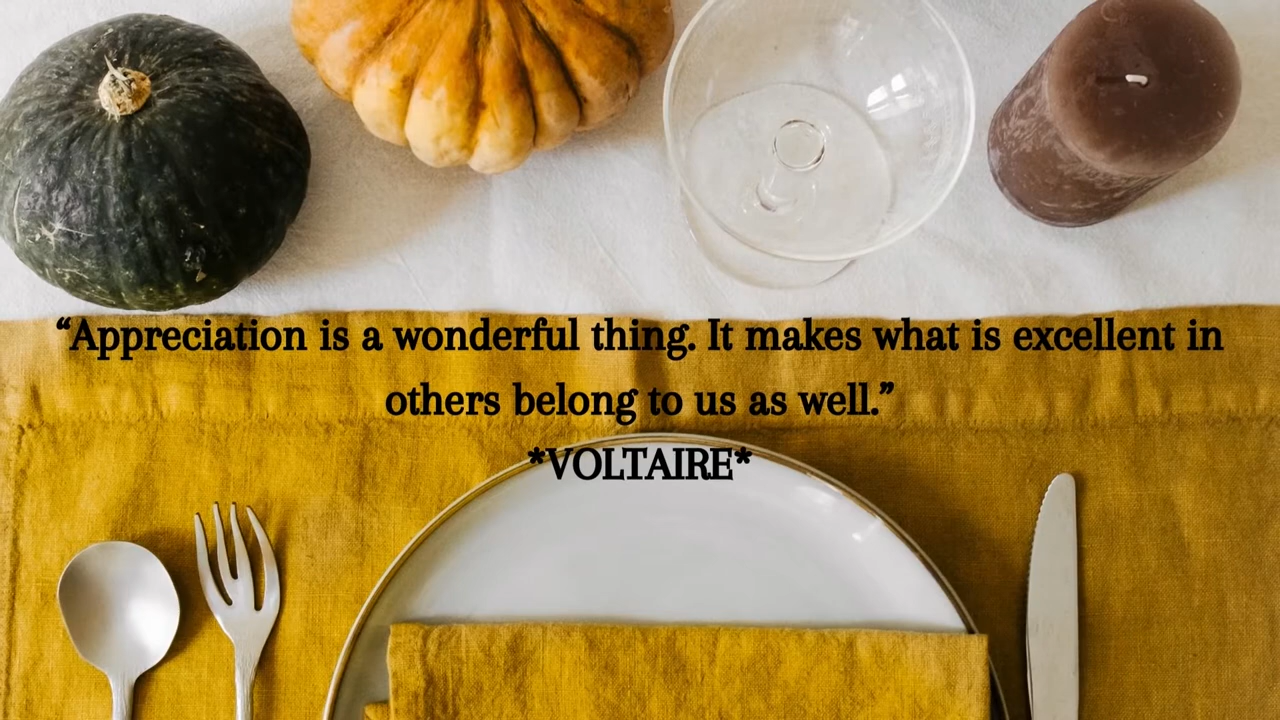 “Appreciation is a wonderful thing. It makes what is excellent in
others belong to us as well.”
*VOLTAIRE*